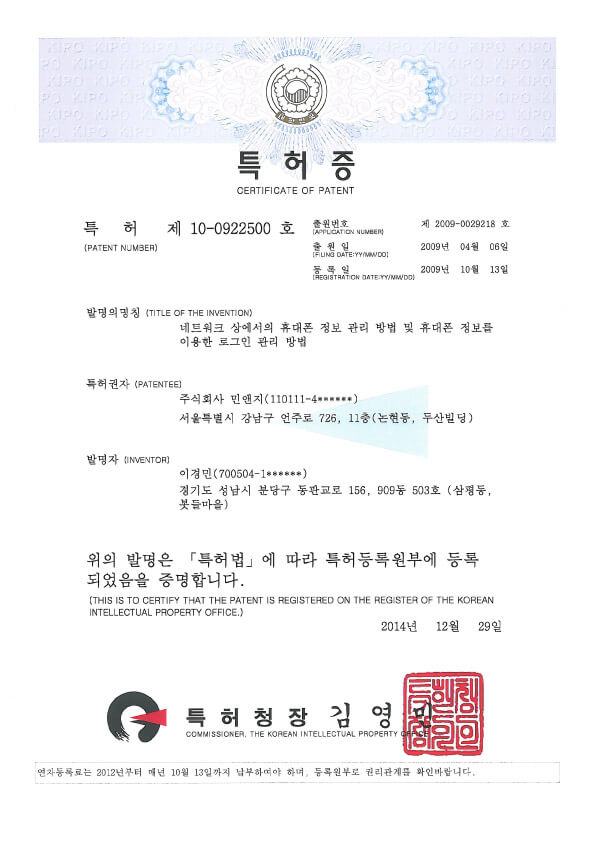 특허증
CERTIFICATE OF PATENT
특 허 제 10-0922500 호
(PATENT NUMBER)
출원번호 제 2009-0029218 호
(APPLICATION NUMBER)
출원일 2009년 04월 06일
(FILING DATE:YY/MM/DD)
등록일 2009년 10월 13일
(REGISTRATION DATE:YY/MM/DD)
발명의명칭 (TITLE OF THE INVENTION)
네트워크 상에서의 휴대폰 정보 관리 방법 및 휴대폰 정보를
이용한 로그인 관리 방법
특허권자 (PATENTEE)
주식회사 민앤지(110111-4******)
서울특별시 강남구 언주로 726, 11층(논현동, 두산빌딩)
발명자 (INVENTOR)
이경민(700504-1******)
경기도 성남시 분당구 동판교로 156, 909동 503호 (삼평동,
봇들마을)
위의 발명은 「특허법」에 따라 특허등록원부에 등록
되었음을 증명합니다.
(THIS IS TO CERTIFY THAT THE PATENT IS REGISTERED ON THE REGISTER OF THE KOREAN
INTELLECTUAL PROPERTY OFFICE.)
2014년 12월 29일
특허청장 김영민
COMMISSIONER, THE KOREAN INTELLECTUAL PROPERTY OFFICE
연차등록료는 2012년부터 매년 10월 13일까지 납부하여야 하며, 등록원부로 권리관계를 확인바랍니다.